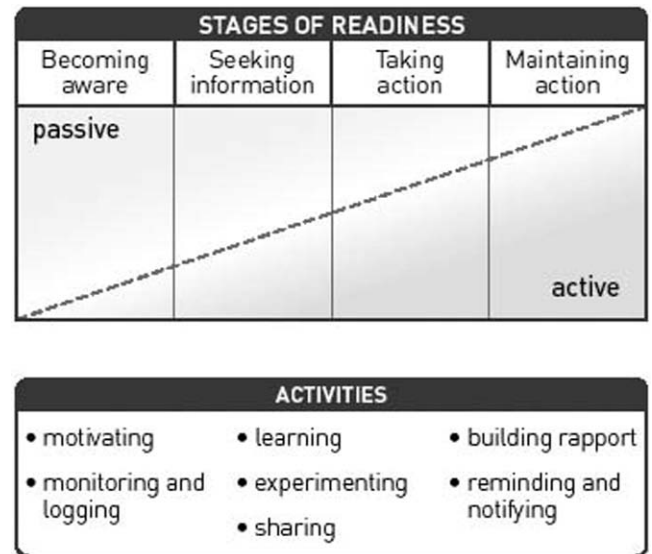 STAGES OF READINESS
Becoming aware
Seeking information
Taking action
Maintaining action
passive
active
ACTIVITIES
• motivating
• monitoring and logging
• learning
• experimenting
• sharing
• building rapport
• reminding and notifying